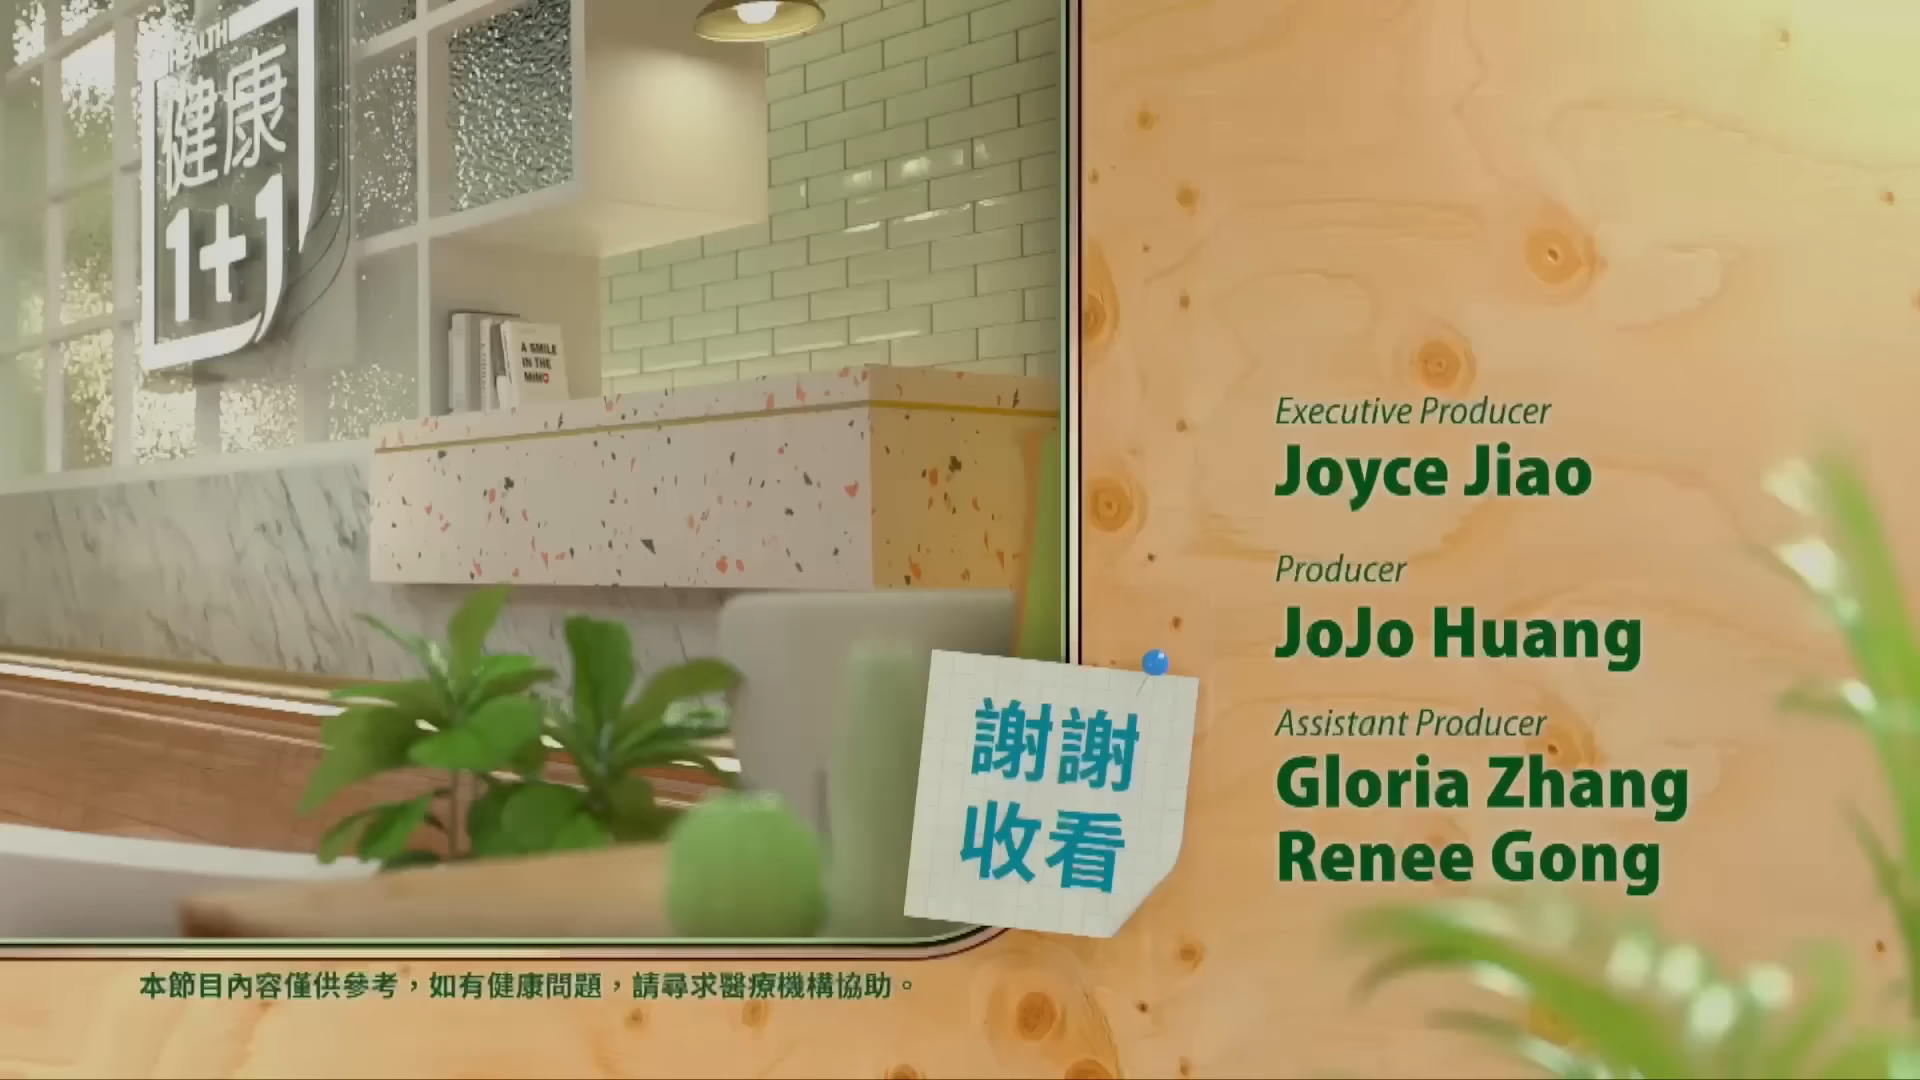 HEALTH
健康
1+1
A SMILE
IN THE
MIND
Executive Producer
Joyce Jiao
Producer
JoJo Huang
Assistant Producer
Gloria Zhang
Renee Gong
謝謝
收看
本節目內容僅供參考，如有健康問題，請尋求醫療機構協助。